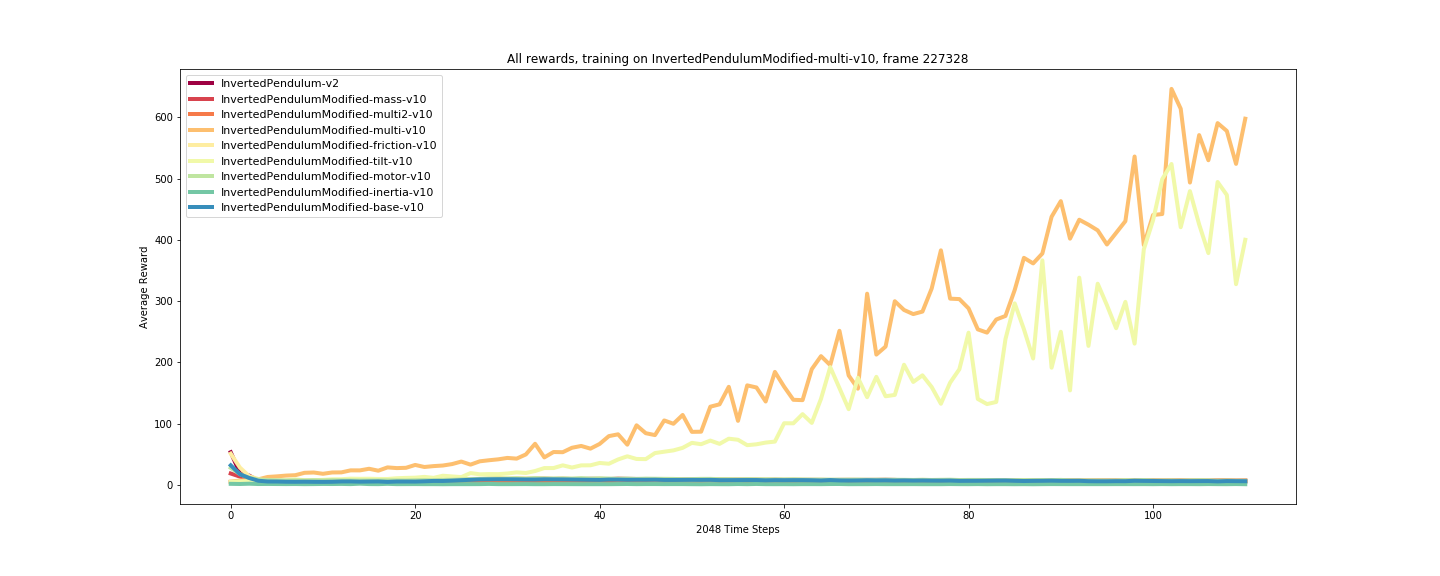 All rewards, training on InvertedPendulumModified-multi-v10, frame 227328
InvertedPendulum-v2
InvertedPendulumModified-mass-v10
InvertedPendulumModified-multi2-v10
InvertedPendulumModified-multi-v10
InvertedPendulumModified-friction-v10
InvertedPendulumModified-tilt-v10
InvertedPendulumModified-motor-v10
InvertedPendulumModified-inertia-v10
InvertedPendulumModified-base-v10
Average Reward
600
500
400
300
200
100
0
0 20 40 60 80 100
2048 Time Steps